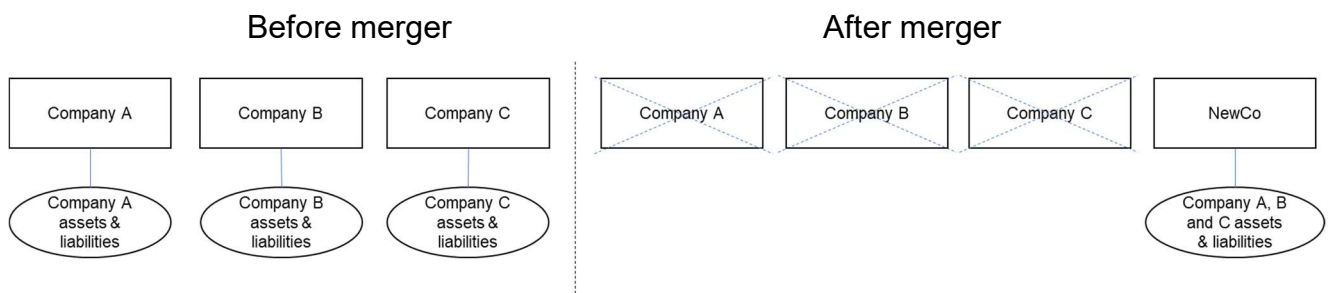 Before merger
After merger
Company A
Company B
Company C
Company A
Company B
Company C
NewCo
Company A
assets &
liabilities
Company B
assets &
liabilities
Company C
assets &
liabilities
Company A, B
and C assets
& liabilities